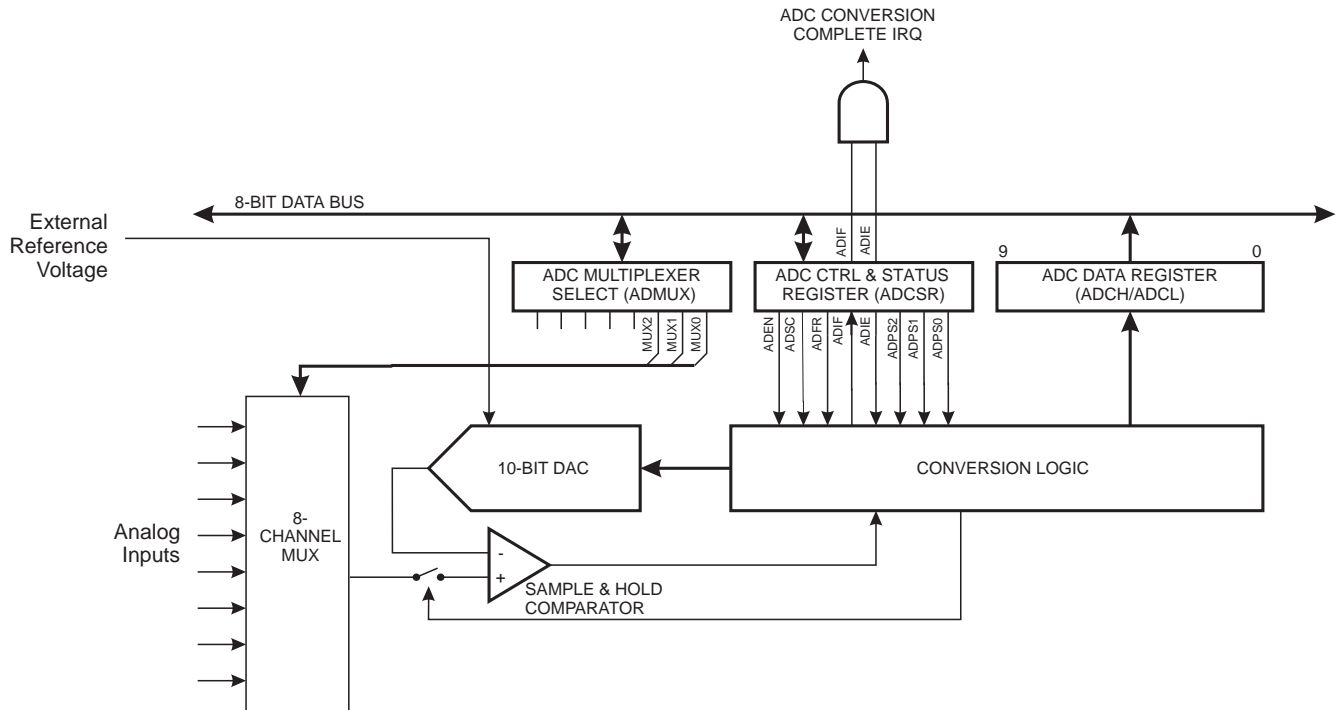 ADC CONVERSION
COMPLETE IRQ
8-BIT DATA BUS
External
Reference
Voltage
ADIF
ADIE
9
0
ADC MULTIPLEXER
SELECT (ADMUX)
ADC CTRL & STATUS
REGISTER (ADCSR)
ADC DATA REGISTER
(ADCH/ADCL)
MUX2
MUX1
MUX0
ADEN
ADSC
ADFR
ADIF
ADIE
ADPS2
ADPS1
ADPS0
10-BIT DAC
CONVERSION LOGIC
Analog
Inputs
8-
CHANNEL
MUX
-
+
SAMPLE & HOLD
COMPARATOR